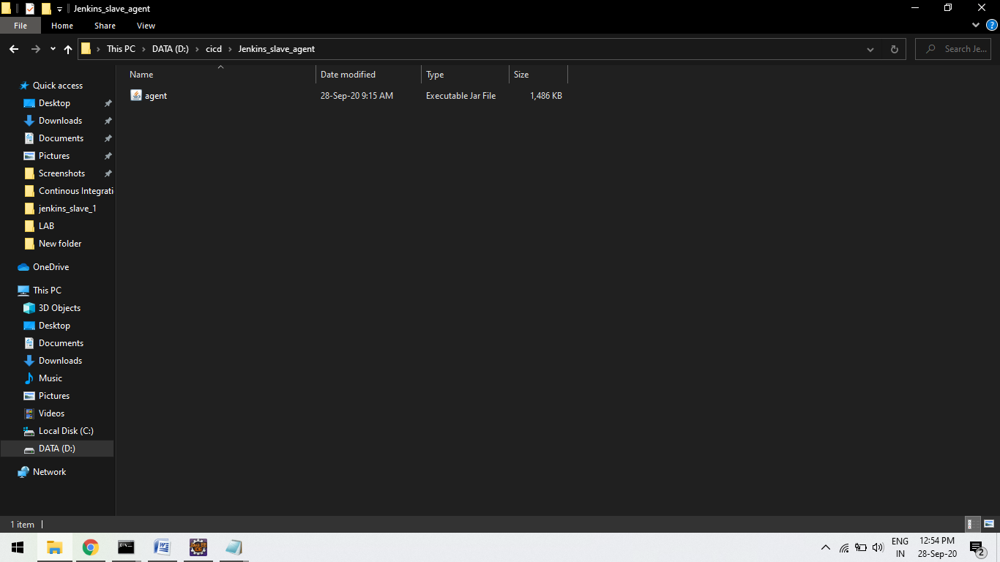 Jenkins_slave_agent
File Home Share View
This PC DATA (D:) cicd Jenkins_slave_agent
Search Je...
Name Date modified Type Size
agent 28-Sep-20 9:15 AM Executable Jar File 1,486 KB
Quick access
Desktop
Downloads
Documents
Pictures
Screenshots
Continous Integrati
jenkins_slave_1
LAB
New folder
OneDrive
This PC
3D Objects
Desktop
Documents
Downloads
Music
Pictures
Videos
Local Disk (C:)
DATA (D:)
Network
1 item
ENG
IN
12:54 PM
28-Sep-20
2